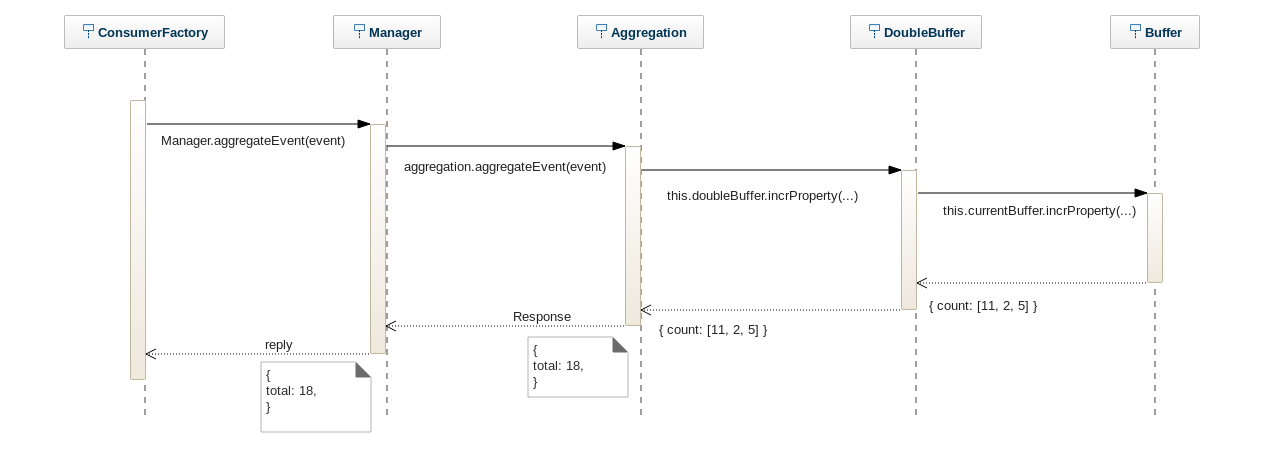 ConsumerFactory
Manager
Aggregation
DoubleBuffer
Buffer
Manager.aggregateEvent(event)
aggregation.aggregateEvent(event)
this.doubleBuffer.incrProperty(...)
this.currentBuffer.incrProperty(...)
{ count: [11, 2, 5] }
{ count: [11, 2, 5] }
Response
{
total: 18,
}
reply
{
total: 18,
}